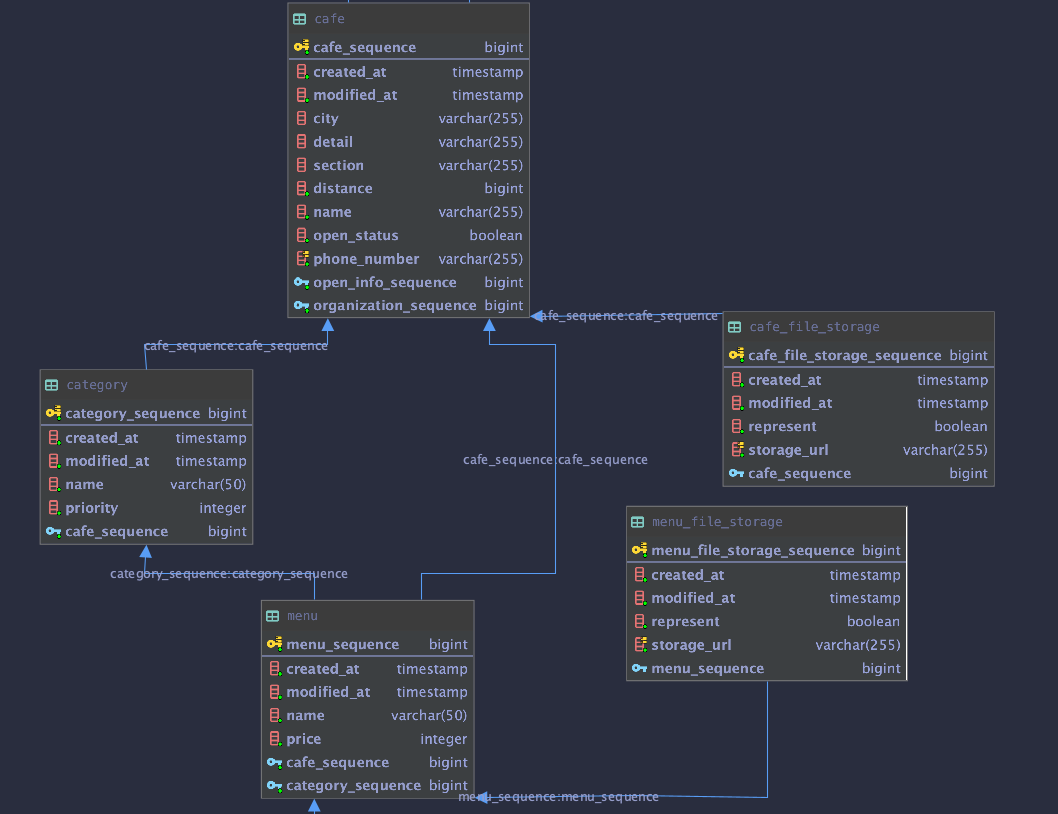 cafe
cafe_sequence bigint
created_at timestamp
modified_at timestamp
city varchar(255)
detail varchar(255)
section varchar(255)
distance bigint
name varchar(255)
open_status boolean
phone_number varchar(255)
open_info_sequence bigint
organization_sequence bigint
cafe_sequence:cafe_sequence
cafe_file_storage
cafe_file_storage_sequence bigint
created_at timestamp
modified_at timestamp
represent boolean
storage_url varchar(255)
cafe_sequence bigint
cafe_sequence:cafe_sequence
category
category_sequence bigint
created_at timestamp
modified_at timestamp
name varchar(50)
priority integer
cafe_sequence bigint
cafe_sequence:cafe_sequence
menu_file_storage
menu_file_storage_sequence bigint
created_at timestamp
modified_at timestamp
represent boolean
storage_url varchar(255)
menu_sequence bigint
category_sequence:category_sequence
menu
menu_sequence bigint
created_at timestamp
modified_at timestamp
name varchar(50)
price integer
cafe_sequence bigint
category_sequence bigint
menu_sequence:menu_sequence